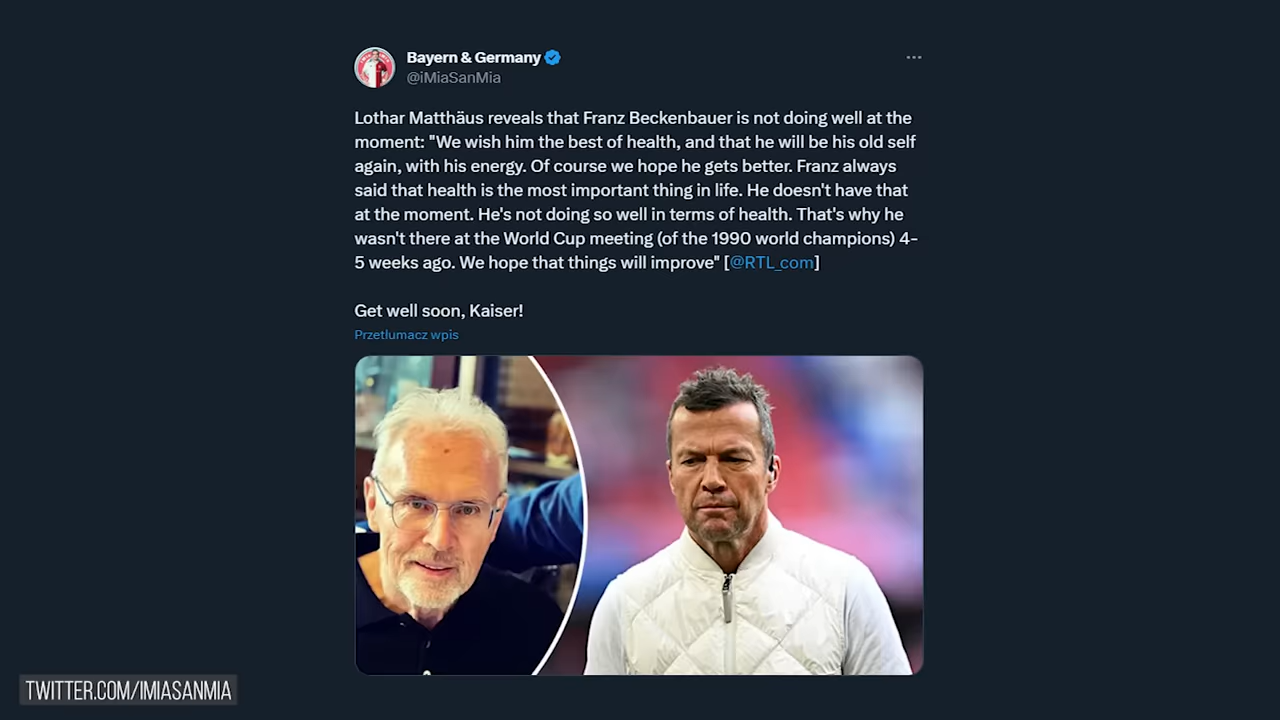 Bayern & Germany
@iMiaSanMia
Lothar Matthäus reveals that Franz Beckenbauer is not doing well at the
moment: "We wish him the best of health, and that he will be his old self
again, with his energy. Of course we hope he gets better. Franz always
said that health is the most important thing in life. He doesn't have that
at the moment. He's not doing so well in terms of health. That's why he
wasn't there at the World Cup meeting (of the 1990 world champions) 4-
5 weeks ago. We hope that things will improve" [@RTL_com]
Get well soon, Kaiser!
Przetłumacz wpis
TWITTER.COM/IMIASANMIA